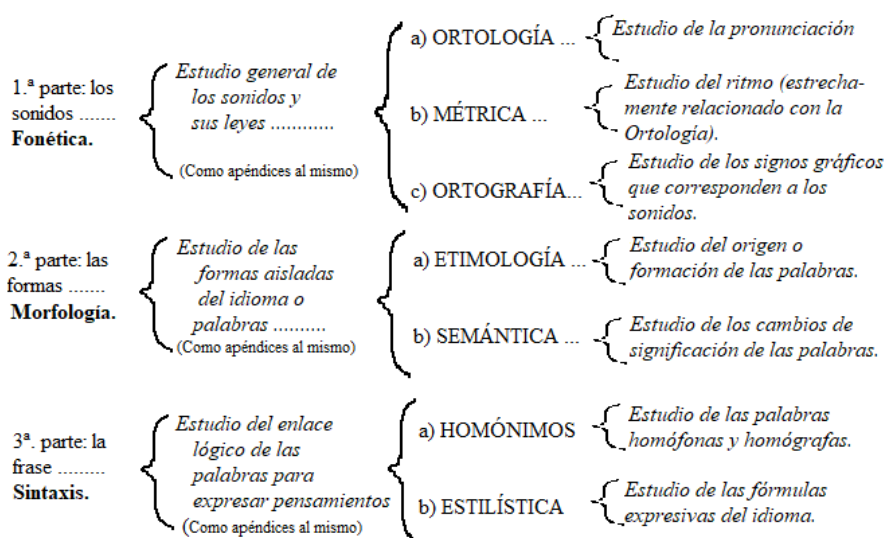 1.ª parte: los
sonidos .......
Fonética.
Estudio general de
los sonidos y
sus leyes ............
(Como apéndices al mismo)
a) ORTOLOGÍA ...
Estudio de la pronunciación
b) MÉTRICA ...
Estudio del ritmo (estrecha-
mente relacionado con la
Ortología).
c) ORTOGRAFÍA...
Estudio de los signos gráficos
que corresponden a los
sonidos.
2.ª parte: las
formas .......
Morfología.
Estudio de las
formas aisladas
del idioma o
palabras ..........
(Como apéndices al mismo)
a) ETIMOLOGÍA ...
Estudio del origen o
formación de las palabras.
b) SEMÁNTICA ...
Estudio de los cambios de
significación de las palabras.
3ª. parte: la
frase .........
Sintaxis.
Estudio del enlace
lógico de las
palabras para
expresar pensamientos
(Como apéndices al mismo)
a) HOMÓNIMOS
Estudio de las palabras
homófonas y homógrafas.
b) ESTILÍSTICA
Estudio de las fórmulas
expresivas del idioma.